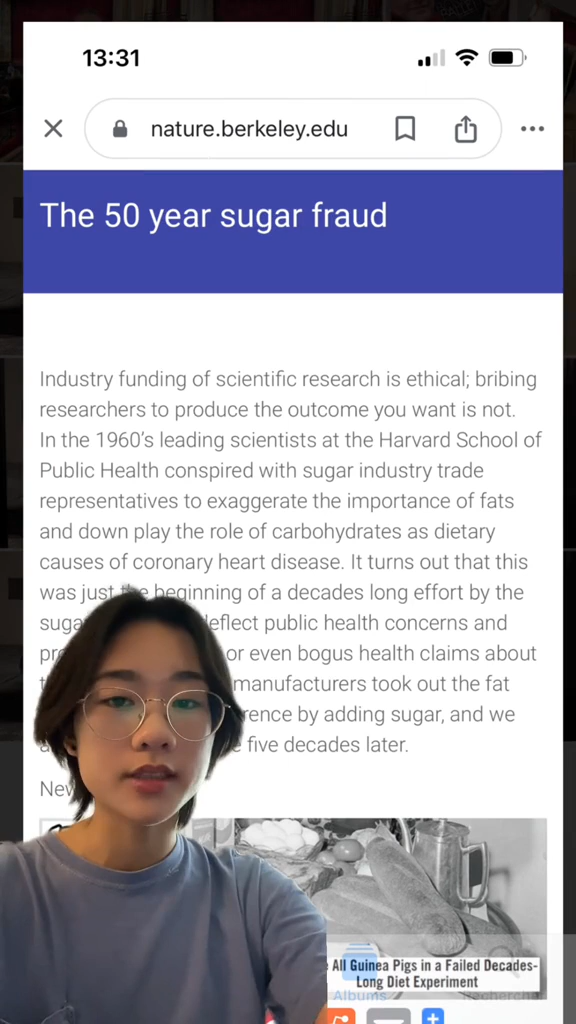 13:31
nature.berkeley.edu
The 50 year sugar fraud
Industry funding of scientific research is ethical; bribing
researchers to produce the outcome you want is not.
In the 1960's leading scientists at the Harvard School of
Public Health conspired with sugar industry trade
representatives to exaggerate the importance of fats
and down play the role of carbohydrates as dietary
causes of coronary heart disease. It turns out that this
was just the beginning of a decades long effort by the
deflect public health concerns and
or even bogus health claims about
manufacturers took out the fat
by adding sugar, and we
five decades later.
All Guinea Pigs in a Failed Decades-
Long Diet Experiment
Albums